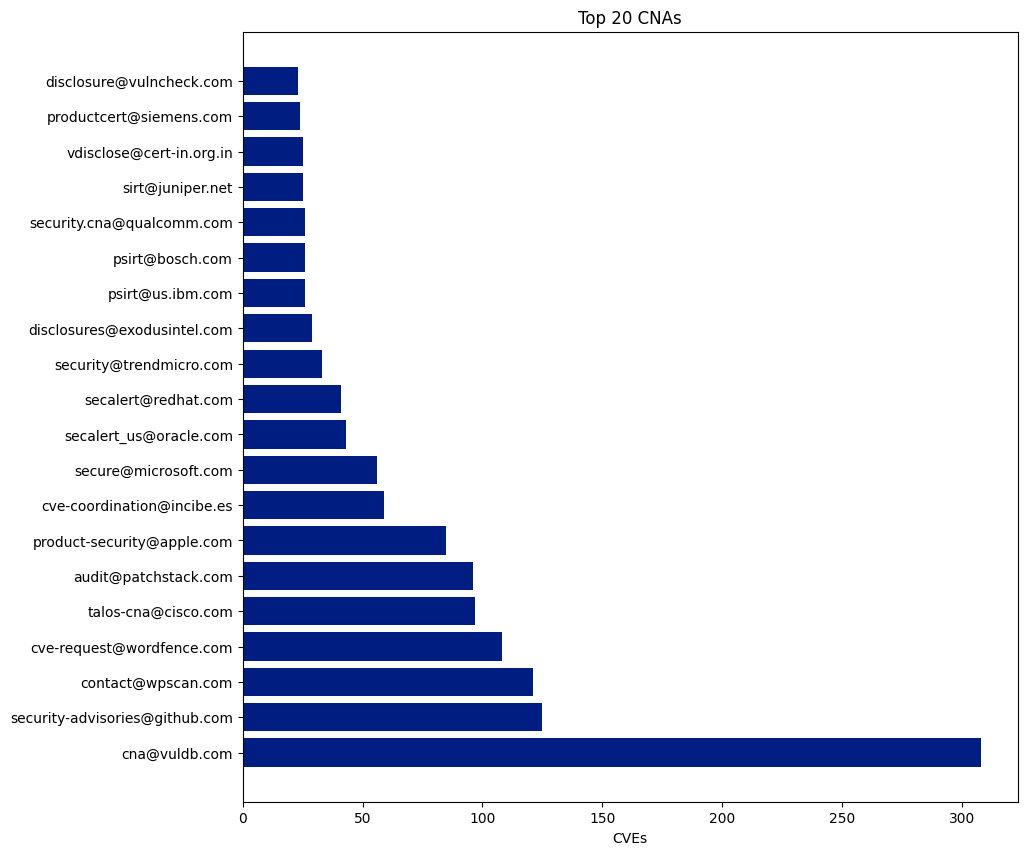 Top 20 CNAs
disclosure@vulncheck.com
productcert@siemens.com
vdisclose@cert-in.org.in
sirt@juniper.net
security.cna@qualcomm.com
psirt@bosch.com
psirt@us.ibm.com
disclosures@exodusintel.com
security@trendmicro.com
secalert@redhat.com
secalert_us@oracle.com
secure@microsoft.com
cve-coordination@incibe.es
product-security@apple.com
audit@patchstack.com
talos-cna@cisco.com
cve-request@wordfence.com
contact@wpscan.com
security-advisories@github.com
cna@vuldb.com
0 50 100 150 200 250 300
CVEs